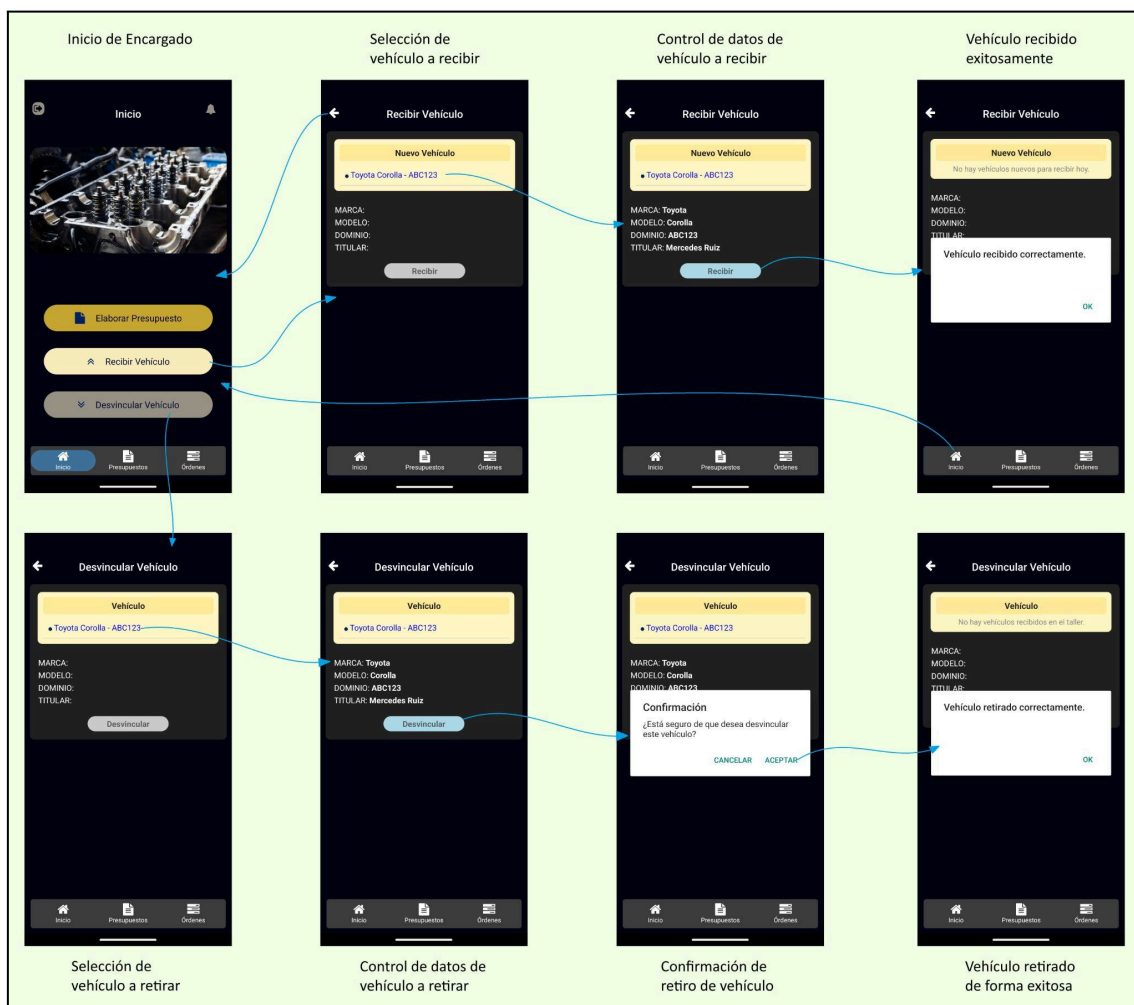 Inicio de Encargado
Selección de
vehículo a recibir
Control de datos de
vehículo a recibir
Vehículo recibido
exitosamente
Inicio
Elaborar Presupuesto
Recibir Vehículo
Desvincular Vehículo
Inicio
Presupuestos
Órdenes
Recibir Vehículo
Nuevo Vehículo
• Toyota Corolla - ABC123
MARCA:
MODELO:
DOMINIO:
TITULAR:
Recibir
Inicio
Presupuestos
Órdenes
Recibir Vehículo
Nuevo Vehículo
• Toyota Corolla - ABC123
MARCA: Toyota
MODELO: Corolla
DOMINIO: ABC123
TITULAR: Mercedes Ruiz
Recibir
Inicio
Presupuestos
Órdenes
Recibir Vehículo
Nuevo Vehículo
No hay vehículos nuevos para recibir hoy.
MARCA:
MODELO:
DOMINIO:
TITULAR:
Vehículo recibido correctamente.
OK
Inicio
Presupuestos
Órdenes
Desvincular Vehículo
Vehículo
• Toyota Corolla - ABC123
MARCA:
MODELO:
DOMINIO:
TITULAR:
Desvincular
Inicio
Presupuestos
Órdenes
Desvincular Vehículo
Vehículo
• Toyota Corolla - ABC123
MARCA: Toyota
MODELO: Corolla
DOMINIO: ABC123
TITULAR: Mercedes Ruiz
Desvincular
Inicio
Presupuestos
Órdenes
Desvincular Vehículo
Vehículo
• Toyota Corolla - ABC123
MARCA: Toyota
MODELO: Corolla
DOMINIO: ABC123
Confirmación
¿Está seguro de que desea desvincular
este vehículo?
CANCELAR ACEPTAR
Inicio
Presupuestos
Órdenes
Desvincular Vehículo
Vehículo
No hay vehículos recibidos en el taller.
MARCA:
MODELO:
DOMINIO:
TITULAR:
Vehículo retirado correctamente.
OK
Inicio
Presupuestos
Órdenes
Selección de
vehículo a retirar
Control de datos de
vehículo a retirar
Confirmación de
retiro de vehículo
Vehículo retirado
de forma exitosa